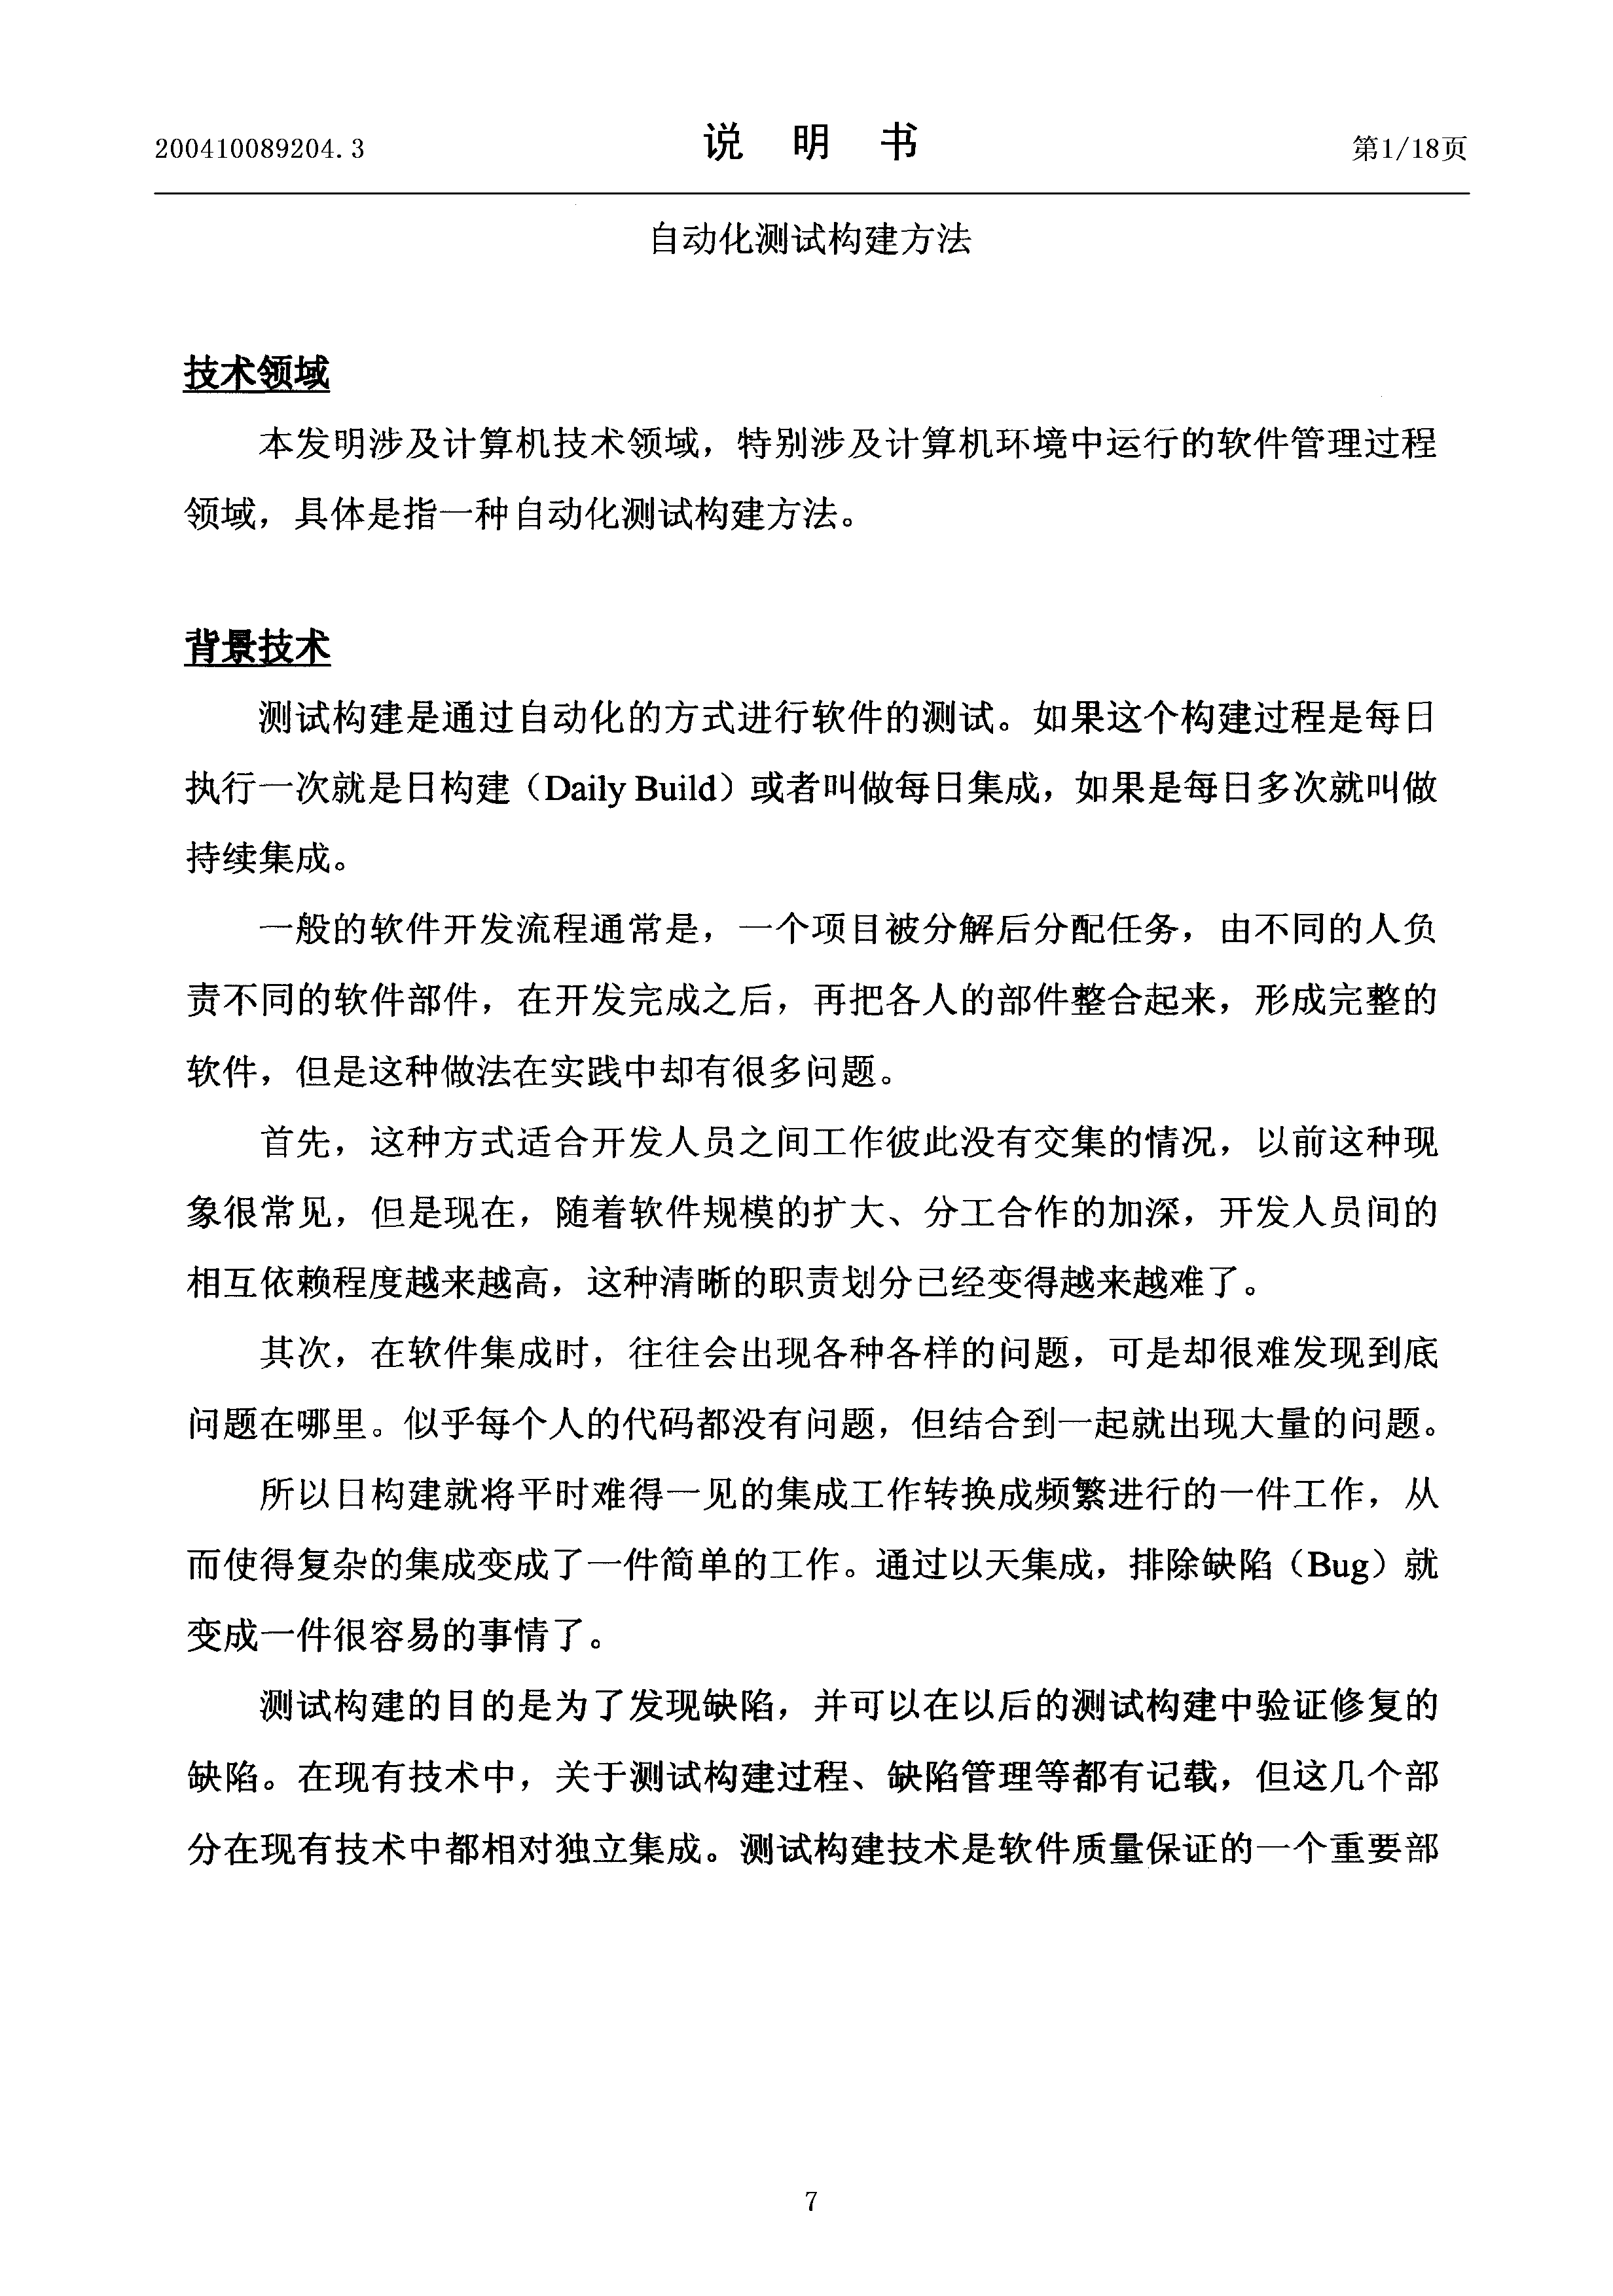 200410089204.3
说 明 书
第1/18页
自动化测试构建方法
技术领域
本发明涉及计算机技术领域，特别涉及计算机环境中运行的软件管理过程
领域，具体是指一种自动化测试构建方法。
背景技术
测试构建是通过自动化的方式进行软件的测试。如果这个构建过程是每日
执行一次就是日构建（Daily Build）或者叫做每日集成，如果是每日多次就叫做
持续集成。
一般的软件开发流程通常是，一个项目被分解后分配任务，由不同的人负
责不同的软件部件，在开发完成之后，再把各人的部件整合起来，形成完整的
软件，但是这种做法在实践中却有很多问题。
首先，这种方式适合开发人员之间工作彼此没有交集的情况，以前这种现
象很常见，但是现在，随着软件规模的扩大、分工合作的加深，开发人员间的
相互依赖程度越来越高，这种清晰的职责划分已经变得越来越难了。
其次，在软件集成时，往往会出现各种各样的问题，可是却很难发现到底
问题在哪里。似乎每个人的代码都没有问题，但结合到一起就出现大量的问题。
所以日构建就将平时难得一见的集成工作转换成频繁进行的一件工作，从
而使得复杂的集成变成了一件简单的工作。通过以天集成，排除缺陷（Bug）就
变成一件很容易的事情了。
测试构建的目的是为了发现缺陷，并可以在以后的测试构建中验证修复的
缺陷。在现有技术中，关于测试构建过程、缺陷管理等都有记载，但这几个部
分在现有技术中都相对独立集成。测试构建技术是软件质量保证的一个重要部
7